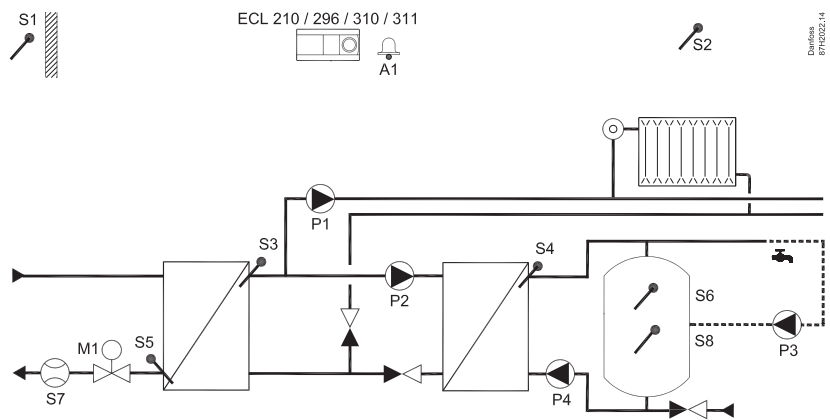 S1
ECL 210 / 296 / 310 / 311
A1
S2
Danfoss
87H2022.14
P1
S3
S4
P2
S6
S5
M1
S8
P3
S7
P4